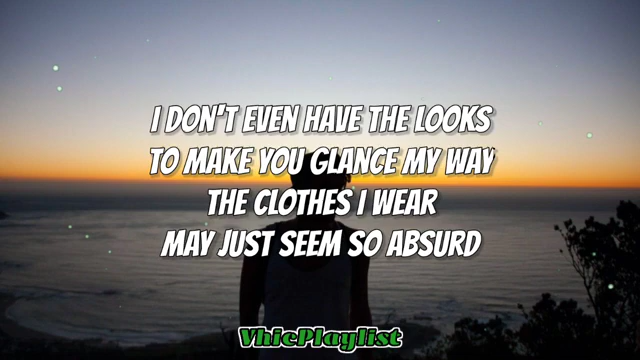 I DON'T EVEN HAVE THE LOOKS
TO MAKE YOU GLANCE MY WAY
THE CLOTHES I WEAR
MAY JUST SEEM SO ABSURD
VhicPlaylist